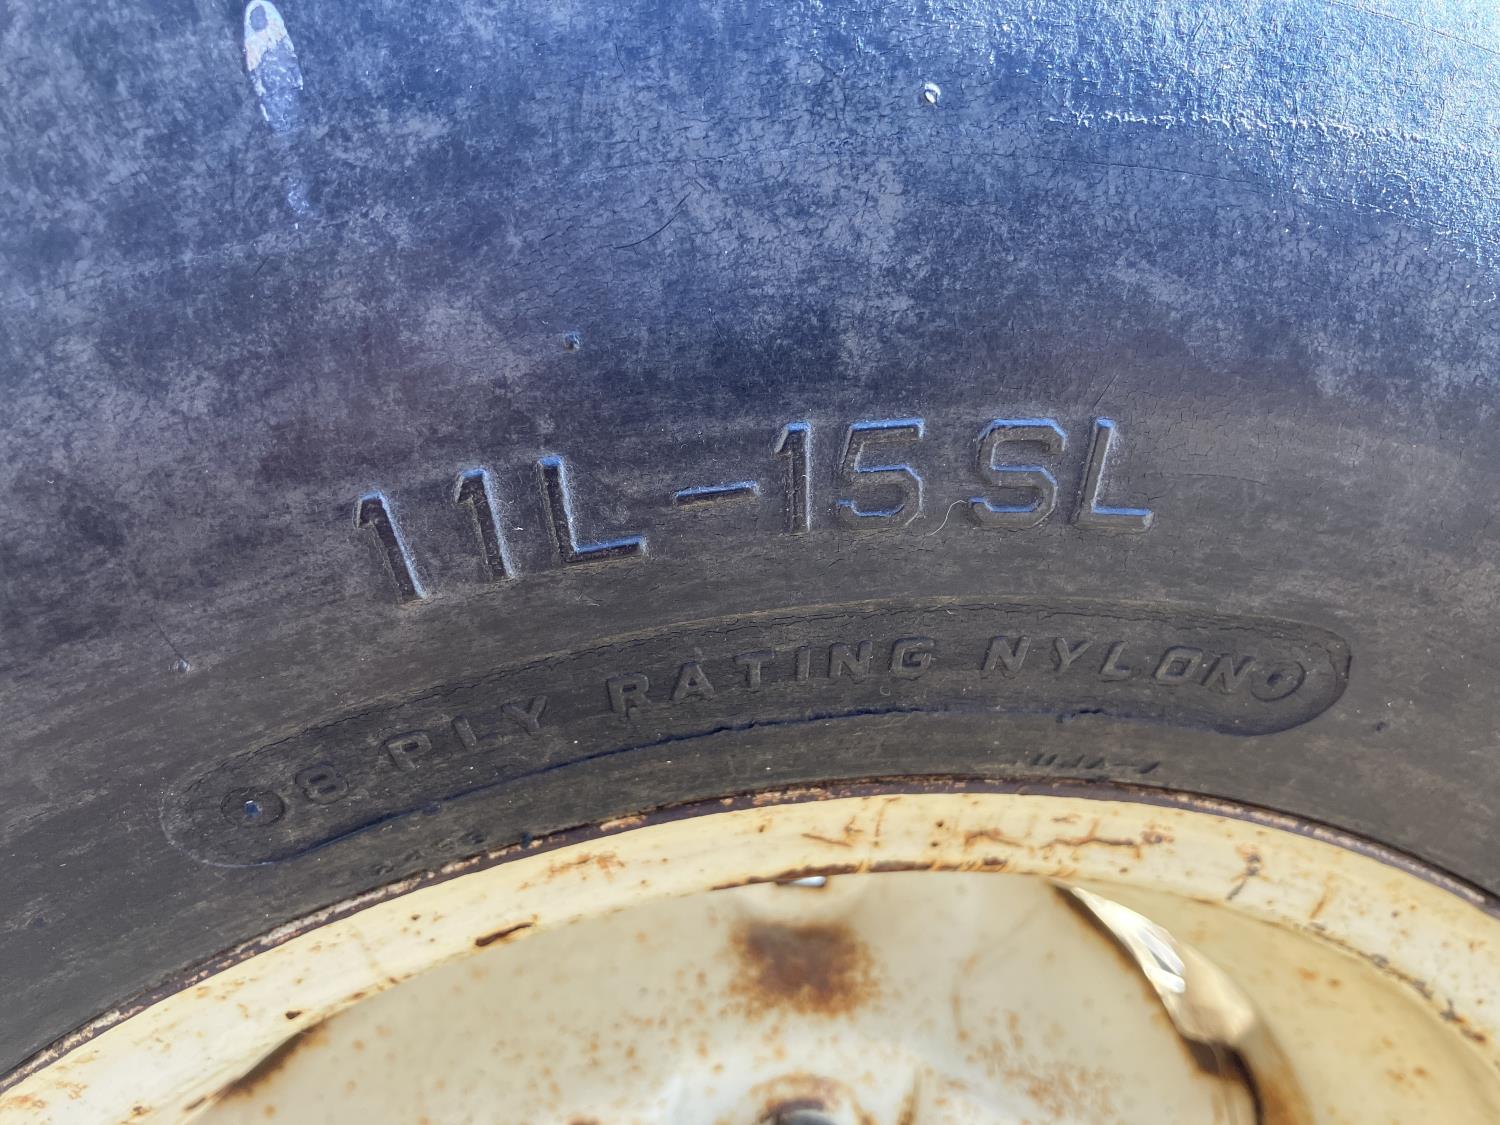 11L-15SL
8 PLY RATING NYLON